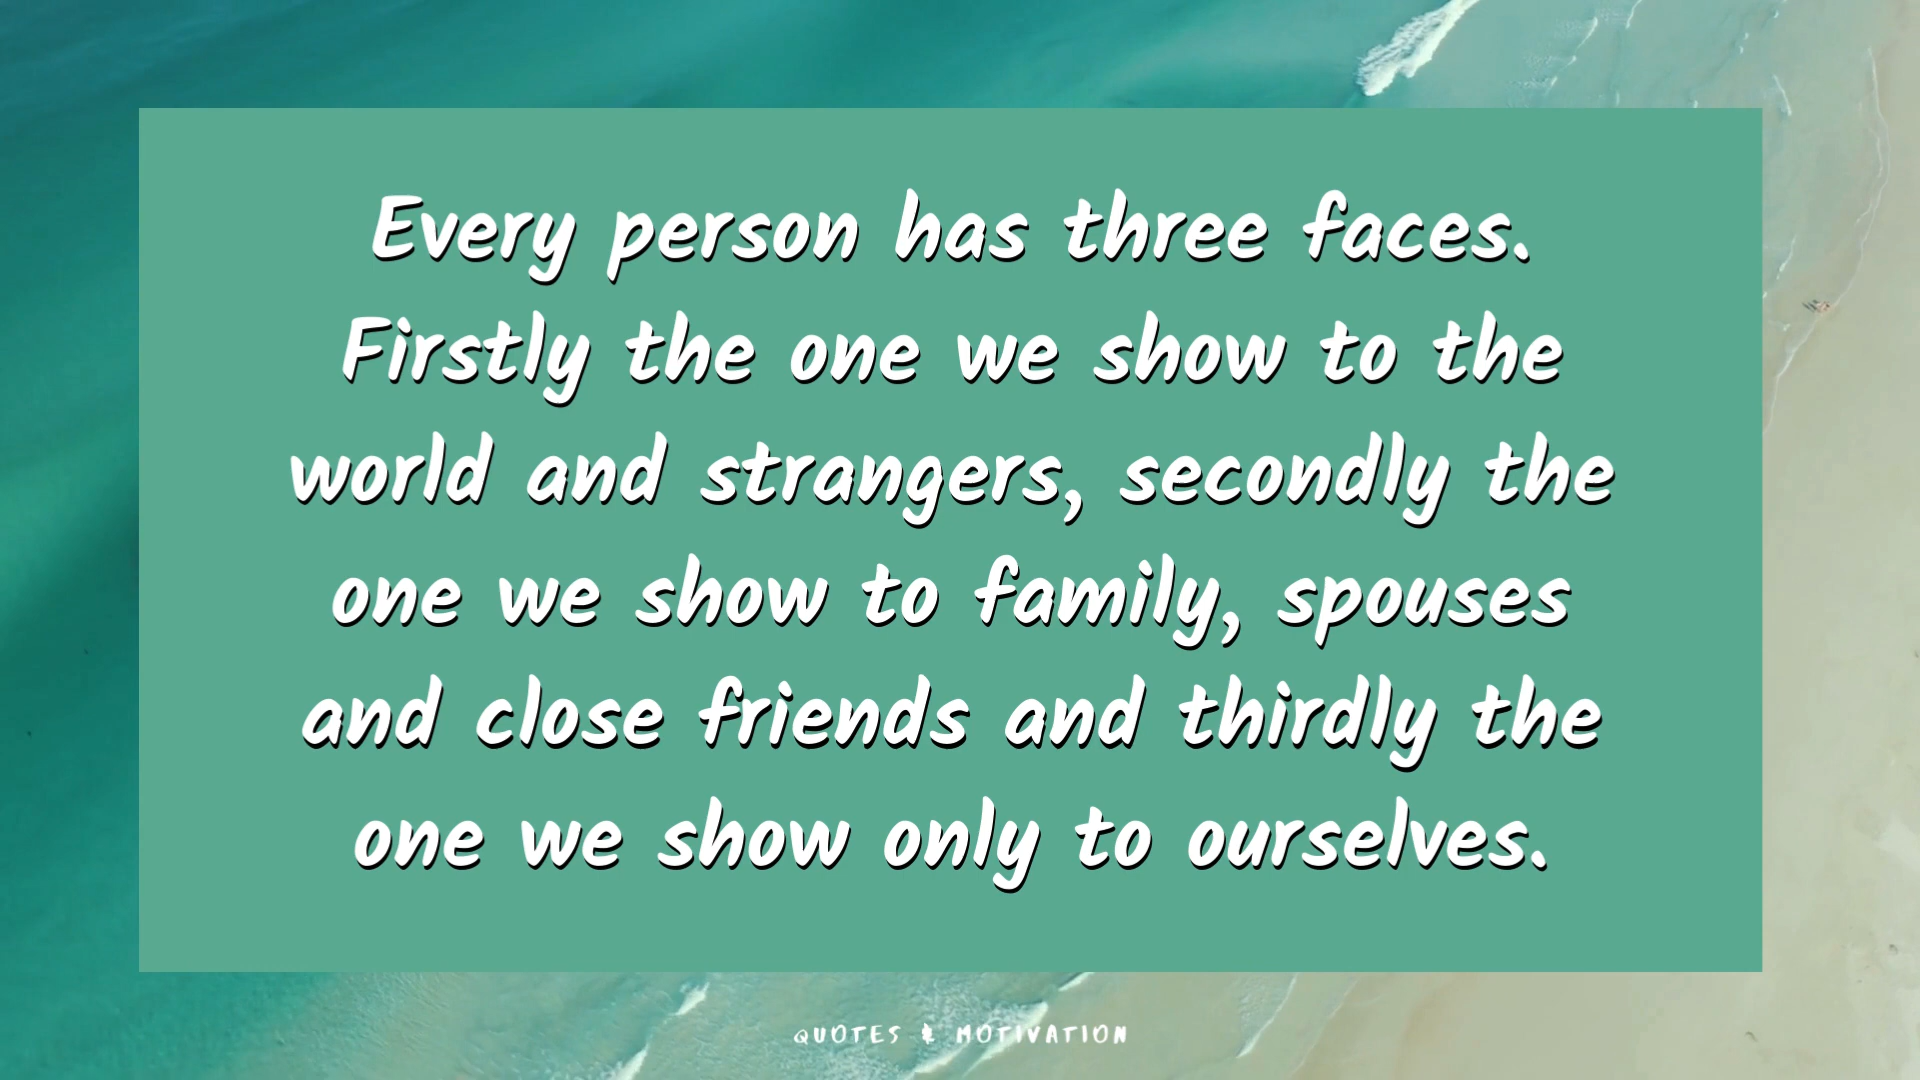 Every person has three faces.
Firstly the one we show to the
world and strangers, secondly the
one we show to family, spouses
and close friends and thirdly the
one we show only to ourselves.
QUOTES & MOTIVATION